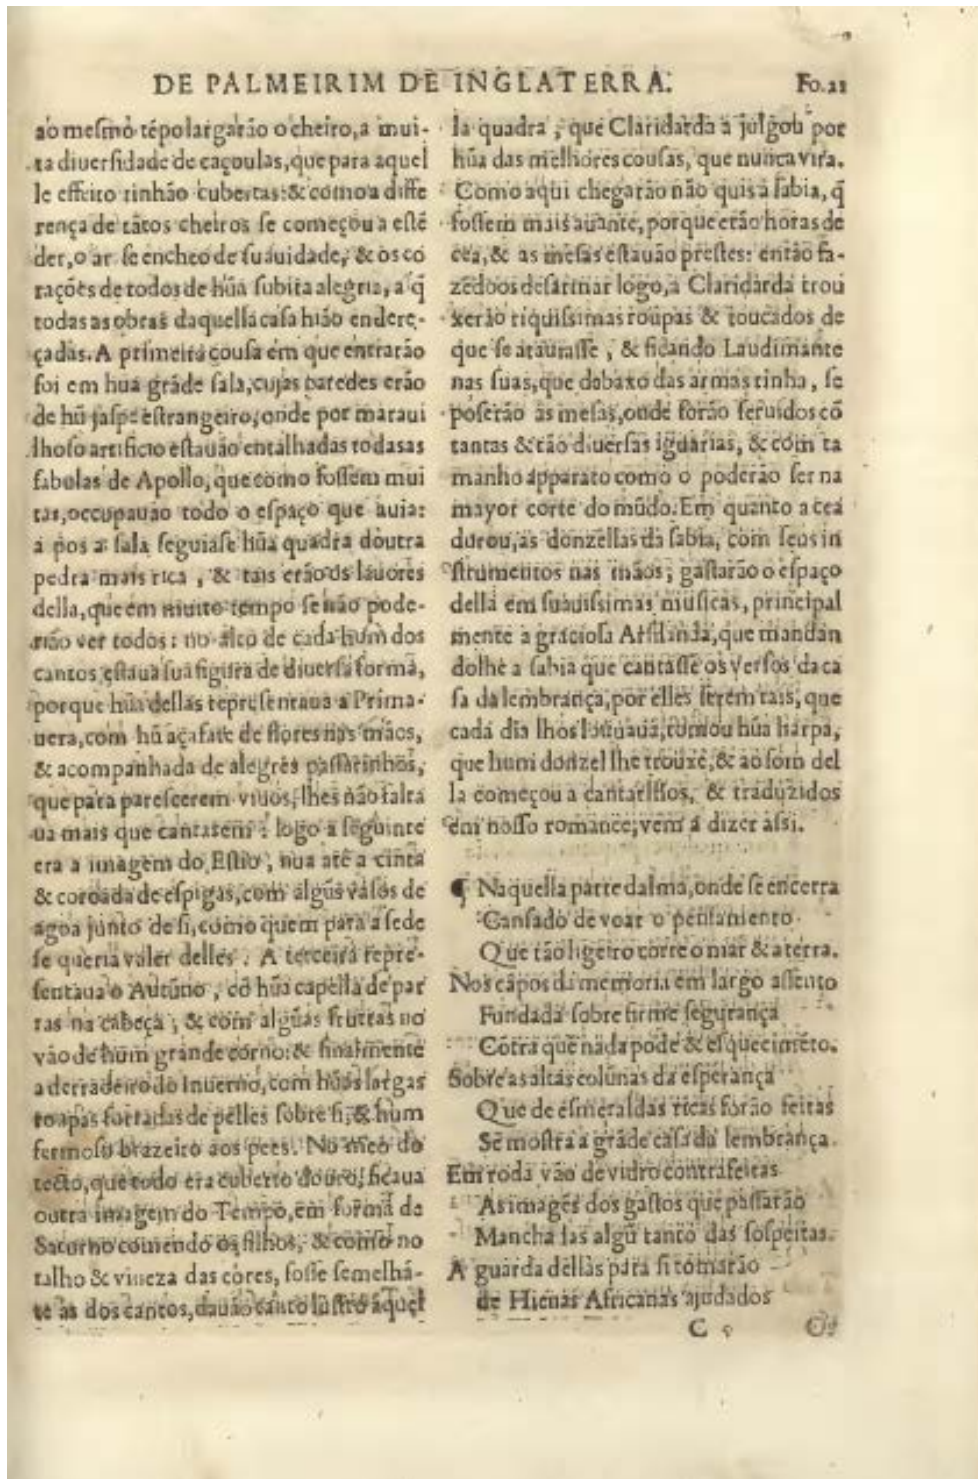 DE PALMEIRIM DE INGLATERRA. Fo. 21
ao mesmo tẽpo largarão o cheiro, a mui-
ta diuersidade de caçoulas, que para aquel
le effeito tinhão cubertas: & como a diffe
rença de tãtos cheiros se começou a estẽ
der, o ar se encheo de suauidade, & os co
rações de todos de hũa subita alegria, a q̃
todas as obras daquella casa hião endere-
çadas. A primeira cousa em que entrarão
foi em hua grãde sala, cujas paredes erão
de hũ jaspe estrangeiro, onde por maraui
lhoso artificio estauão entalhadas todas as
fabulas de Apollo, que como fossem mui
tas, occupauão todo o espaço que auia:
a pos a sala seguiase hũa quadra doutra
pedra mais rica, & tais erão os lauores
della, que em muito tempo se não pode-
rião ver todos: no alto de cada hum dos
cantos estaua sua figura de diuersa forma,
porque hũa dellas representaua a Prima-
uera, com hũ açafate de flores nas mãos,
& acompanhada de alegres passarinhos,
que para parescerem viuos, lhes não falta
ua mais que cantarem: logo a seguinte
era a imagem do Estio, nua atè a cinta
& coroada de espigas, com algũs vasos de
agoa junto de si, como quem para a sede
se queria valer delles. A terceira repre-
sentaua o Autũno, cõ hũa capella de par
ras na cabeça, & com algũas fruttas no
vão de hum grande corno: & finalmente
a derradeiro do Inuerno, com hũas largas
roupas forradas de pelles sobre si, & hum
fermoso brazeiro aos pees. No meo do
tecto, que todo era cuberto douro, ficaua
outra imagem do Tempo, em forma de
Saturno comendo os filhos, & como no
talho & viueza das cores, fosse semelhã-
te ás dos cantos, dauão tanto lustro áquel
la quadra, que Claridarda a julgou por
hũa das melhores cousas, que nunca vira.
Como aqui chegarão não quis a sabia, q̃
fossem mais auante, porque erão horas de
cea, & as mesas estauão prestes: então fa-
zẽdoos desarmar logo, a Claridarda trou
xerão riquissimas roupas & toucados de
que se atauiasse, & ficando Laudimante
nas suas, que debaxo das armas tinha, se
poserão ás mesas, onde forão seruidos cõ
tantas & tão diuersas iguarias, & com ta
manho apparato como o poderão ser na
mayor corte do mũdo. Em quanto a cea
durou, as donzellas da sabia, com seus in
strumentos nas mãos, gastarão o espaço
della em suauissimas musicas, principal
mente a graciosa Arsilanda, que mandan
dolhe a sabia que cantasse os versos da ca
sa da lembrança, por elles serem tais, que
cada dia lhos louuaua, tomou hũa harpa,
que hum donzel lhe trouxe, & ao som del
la começou a cantar issos, & traduzidos
em nosso romance, vem a dizer assi.
¶ Naquella parte dalma, onde se encerra
Cansado de voar o pensamento
Que tão ligeiro corre o mar & a terra.
Nos cãpos da memoria em largo assento
Fundada sobre firme segurança
Cõtra que nada pode & esquecimẽto.
Sobre as altas colũnas da esperança
Que de esmeraldas ricas forão feitas
Sẽ mostra a grãde casa da lembrança.
Em roda vão de vidro contrafeitas
As imagẽs dos gastos que passarão
Mancha las algũ tanto das sospeitas.
A guarda dellas para si tomarão
de Hienas Africanas ajudados
C